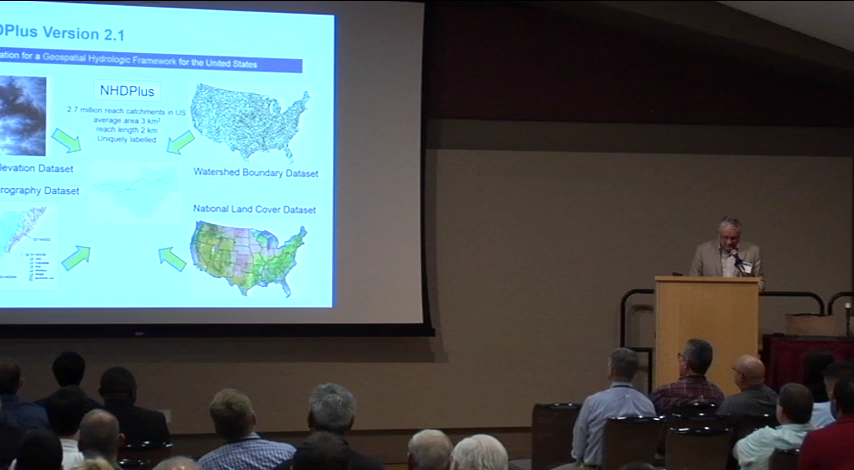 DPlus Version 2.1
ation for a Geospatial Hydrologic Framework for the United States
NHDPlus
2.7 million reach catchments in US
average area 3 km²
reach length 2 km
Uniquely labelled
levation Dataset
Watershed Boundary Dataset
rography Dataset
National Land Cover Dataset